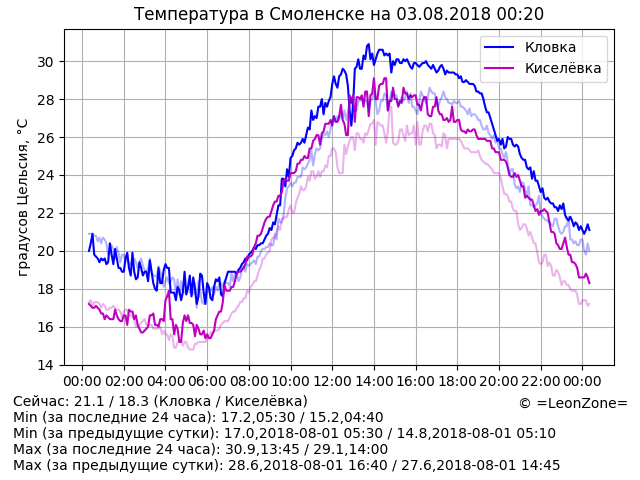 Температура в Смоленске на 03.08.2018 00:20
градусов Цельсия, °C
30
28
26
24
22
20
18
16
14
Кловка
Киселёвка
00:00 02:00 04:00 06:00 08:00 10:00 12:00 14:00 16:00 18:00 20:00 22:00 00:00
Сейчас: 21.1 / 18.3 (Кловка / Киселёвка)
© =LeonZone=
Min (за последние 24 часа): 17.2,05:30 / 15.2,04:40
Min (за предыдущие сутки): 17.0,2018-08-01 05:30 / 14.8,2018-08-01 05:10
Max (за последние 24 часа): 30.9,13:45 / 29.1,14:00
Max (за предыдущие сутки): 28.6,2018-08-01 16:40 / 27.6,2018-08-01 14:45